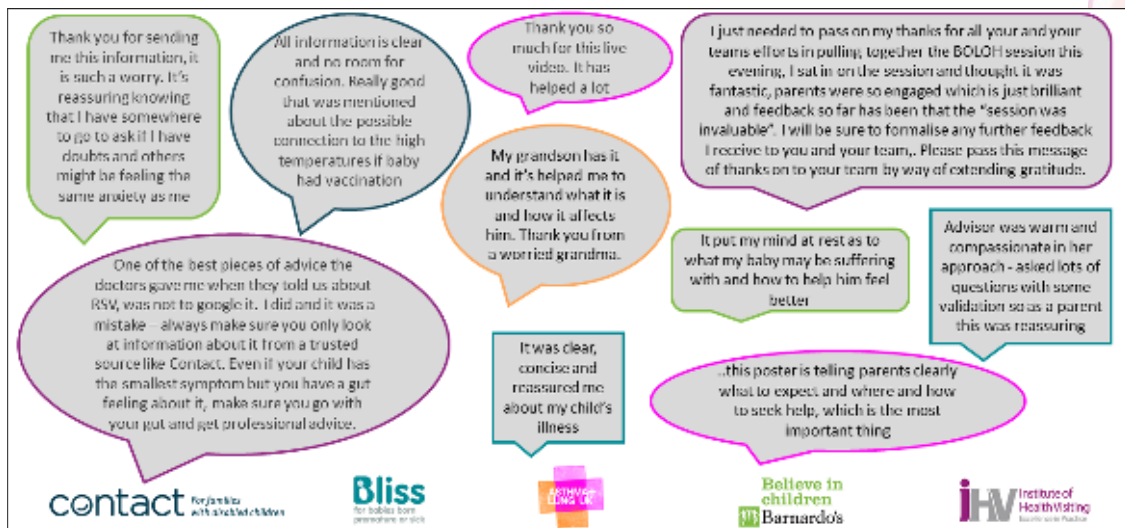 Thank you for sending
me this information, it
is such a worry. It's
reassuring knowing
that I have somewhere
to go to ask if I have
doubts and others
might be feeling the
same anxiety as me
All information is clear
and no room for
confusion. Really good
that was mentioned
about the possible
connection to the high
temperatures if baby
had vaccination
Thank you so
much for this live
video. It has
helped a lot
I just needed to pass on my thanks for all your and your
teams efforts in pulling together the BOLOH session this
evening, I sat in on the session and thought it was
fantastic, parents were so engaged which is just brilliant
and feedback so far has been that the "session was
invaluable". I will be sure to formalise any further feedback
I receive to you and your team,. Please pass this message
of thanks on to your team by way of extending gratitude.
My grandson has it
and it's helped me to
understand what it is
and how it affects
him. Thank you from
a worried grandma.
It put my mind at rest as to
what my baby may be suffering
with and how to help him feel
better
Advisor was warm and
compassionate in her
approach - asked lots of
questions with some
validation so as a parent
this was reassuring
One of the best pieces of advice the
doctors gave me when they told us about
RSV, was not to google it. I did and it was a
mistake – always make sure you only look
at information about it from a trusted
source like Contact. Even if your child has
the smallest symptom but you have a gut
feeling about it, make sure you go with
your gut and get professional advice.
It was clear,
concise and
reassured me
about my child's
illness
..this poster is telling parents clearly
what to expect and where and how
to seek help, which is the most
important thing
contact
For families
with disabled children
Bliss
for babies born
premature or sick
ASTHMA+
LUNG UK
Believe in
children
Barnardo's
iHV
Institute of
Health Visiting
Excellence in Practice